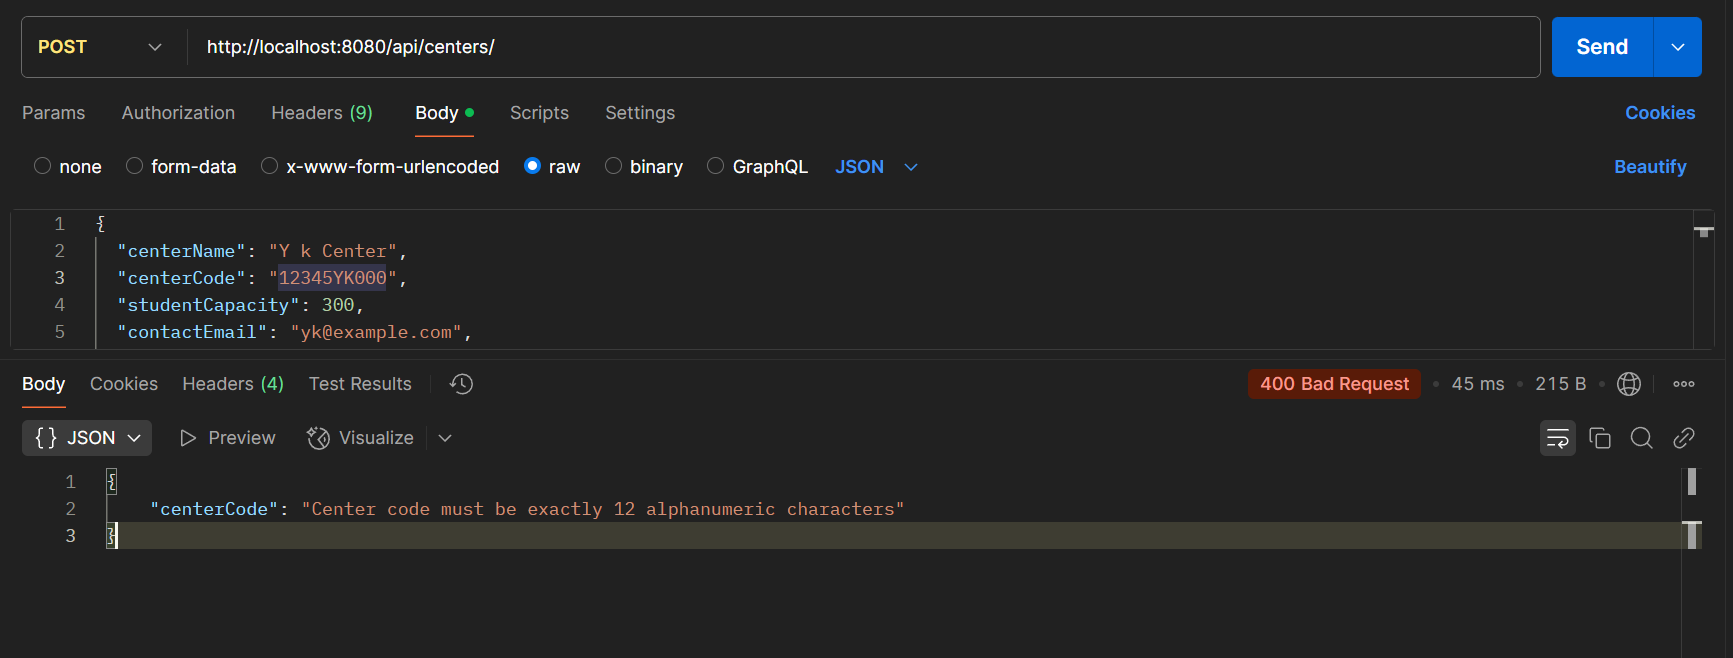 POST http://localhost:8080/api/centers/ Send
Params Authorization Headers (9) Body Scripts Settings Cookies
none form-data x-www-form-urlencoded raw binary GraphQL JSON Beautify
1 {
2 "centerName": "Y k Center",
3 "centerCode": "12345YK000",
4 "studentCapacity": 300,
5 "contactEmail": "yk@example.com",
Body Cookies Headers (4) Test Results 400 Bad Request 45 ms 215 B
{} JSON Preview Visualize
1 {
2 "centerCode": "Center code must be exactly 12 alphanumeric characters"
3 }